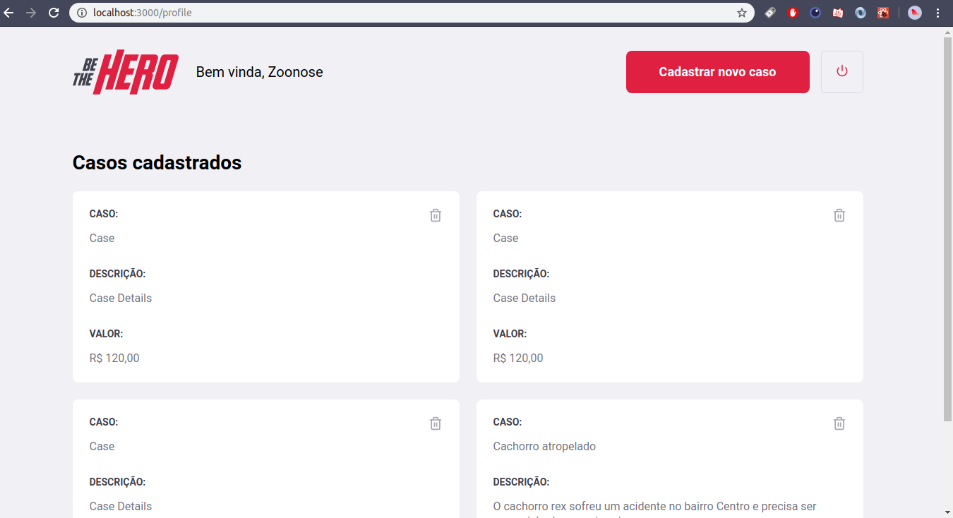 localhost:3000/profile
BE THE HERO
Bem vinda, Zoonose
Cadastrar novo caso
Casos cadastrados
CASO:
Case
DESCRIÇÃO:
Case Details
VALOR:
R$ 120,00
CASO:
Case
DESCRIÇÃO:
Case Details
VALOR:
R$ 120,00
CASO:
Case
DESCRIÇÃO:
Case Details
CASO:
Cachorro atropelado
DESCRIÇÃO:
O cachorro rex sofreu um acidente no bairro Centro e precisa ser